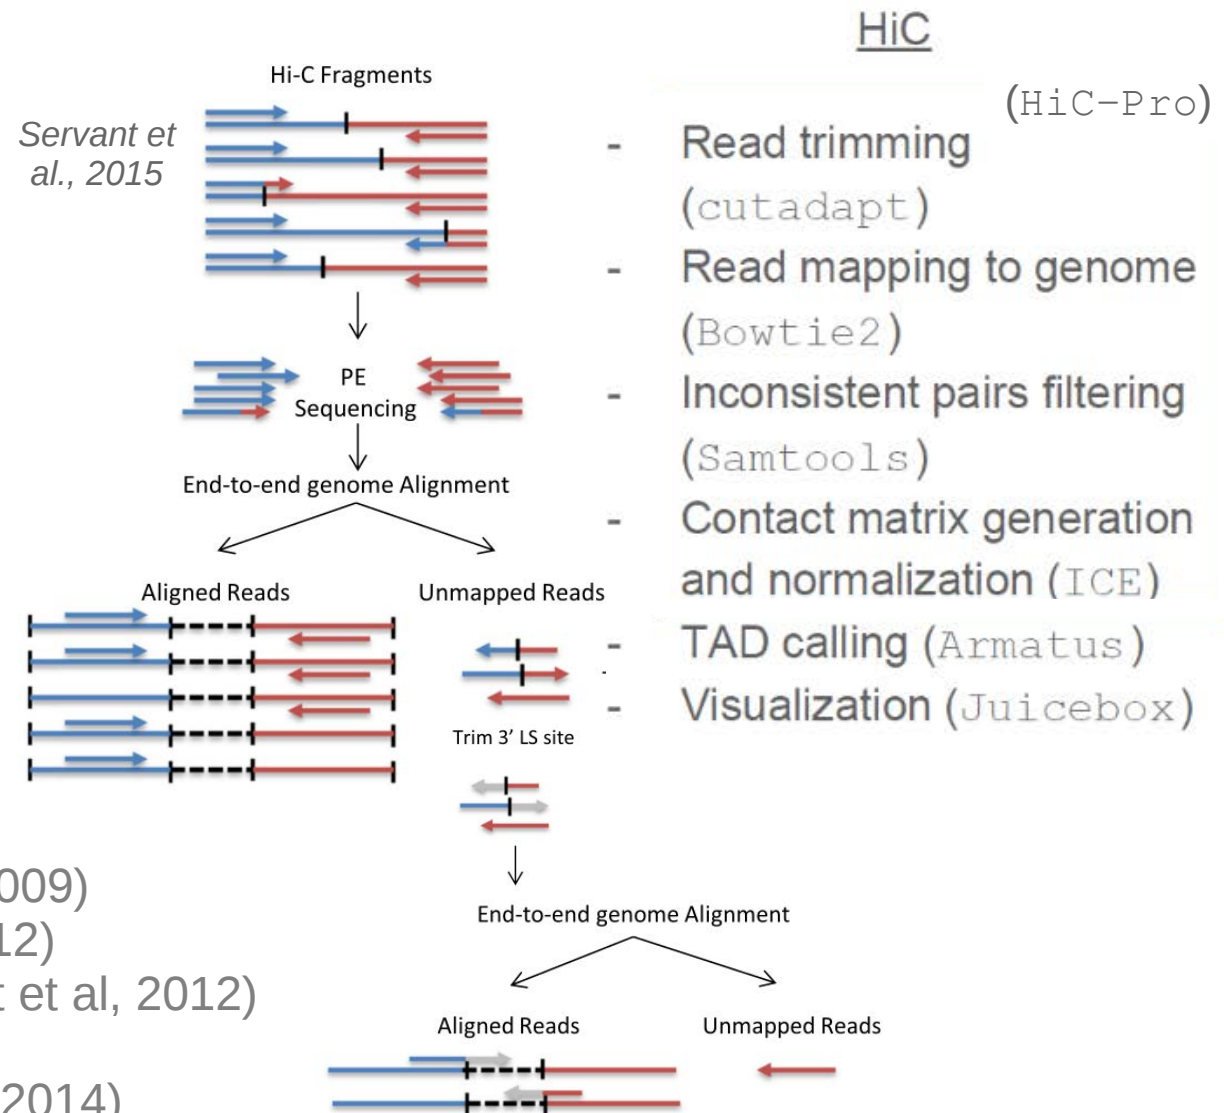 HiC
(HiC-Pro)
Servant et
al., 2015
Hi-C Fragments
PE
Sequencing
End-to-end genome Alignment
Aligned Reads
Unmapped Reads
Trim 3’ LS site
End-to-end genome Alignment
Aligned Reads
Unmapped Reads
- Read trimming
(cutadapt)
- Read mapping to genome
(Bowtie2)
- Inconsistent pairs filtering
(Samtools)
- Contact matrix generation
and normalization (ICE)
- TAD calling (Armatus)
- Visualization (Juicebox)
009)
12)
t et al, 2012)
2014)